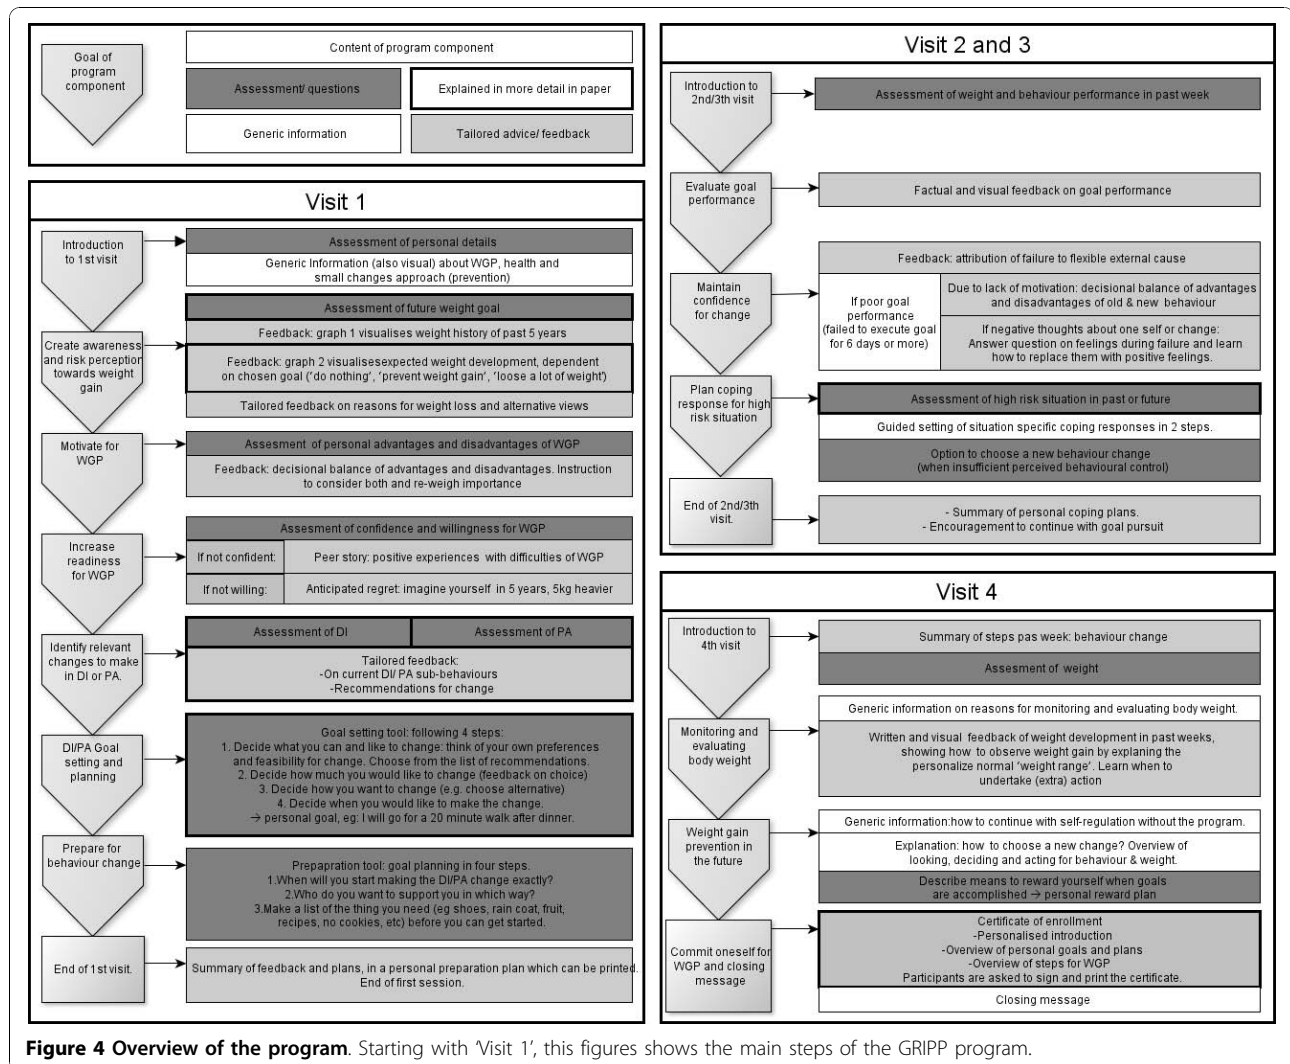 Goal of
program
component
Content of program component
Assessment/ questions
Explained in more detail in paper
Generic information
Tailored advice/ feedback
Visit 1
Introduction
to 1st visit
Assessment of personal details
Generic Information (also visual) about WGP, health and
small changes approach (prevention)
Create awareness
and risk perception
towards weight
gain
Assessment of future weight goal
Feedback: graph 1 visualises weight history of past 5 years
Feedback: graph 2 visualisesexpected weight development, dependent
on chosen goal ('do nothing', 'prevent weight gain', 'loose a lot of weight')
Tailored feedback on reasons for weight loss and alternative views
Motivate for
WGP
Assesment of personal advantages and disadvantages of WGP
Feedback: decisional balance of advantages and disadvantages. Instruction
to consider both and re-weigh importance
Increase
readiness
for WGP
Assesment of confidence and willingness for WGP
If not confident:
Peer story: positive experiences with difficulties of WGP
If not willing:
Anticipated regret: imagine yourself in 5 years, 5kg heavier
Identify relevant
changes to make
in DI or PA.
Assessment of DI
Assessment of PA
Tailored feedback:
-On current DI/ PA sub-behaviours
-Recommendations for change
DI/PA Goal
setting and
planning
Goal setting tool: following 4 steps:
1. Decide what you can and like to change: think of your own preferences
and feasibility for change. Choose from the list of recommendations.
2. Decide how much you would like to change (feedback on choice)
3. Decide how you want to change (e.g. choose alternative)
4. Decide when you would like to make the change.
→ personal goal, eg: I will go for a 20 minute walk after dinner.
Prepare for
behaviour change
Prepapration tool: goal planning in four steps.
1.When will you start making the DI/PA change exactly?
2.Who do you want to support you in which way?
3.Make a list of the thing you need (eg shoes, rain coat, fruit,
recipes, no cookies, etc) before you can get started.
End of 1st visit.
Summary of feedback and plans, in a personal preparation plan which can be printed.
End of first session.
Visit 2 and 3
Introduction to
2nd/3th visit
Assessment of weight and behaviour performance in past week
Evaluate goal
performance
Factual and visual feedback on goal performance
Maintain
confidence
for change
Feedback: attribution of failure to flexible external cause
If poor goal
performance
(failed to execute goal
for 6 days or more)
Due to lack of motivation: decisional balance of advantages
and disadvantages of old & new behaviour
If negative thoughts about one self or change:
Answer question on feelings during failure and learn
how to replace them with positive feelings.
Plan coping
response for high
risk situation
Assessment of high risk situation in past or future
Guided setting of situation specific coping responses in 2 steps.
Option to choose a new behaviour change
(when insufficient perceived behavioural control)
End of 2nd/3th
visit.
- Summary of personal coping plans.
- Encouragement to continue with goal pursuit
Visit 4
Introduction to
4th visit
Summary of steps pas week: behaviour change
Assesment of weight
Monitoring and
evaluating
body weight
Generic information on reasons for monitoring and evaluating body weight.
Written and visual feedback of weight development in past weeks,
showing how to observe weight gain by explaning the
personalize normal 'weight range'. Learn when to
undertake (extra) action
Weight gain
prevention in
the future
Generic information:how to continue with self-regulation without the program.
Explanation: how to choose a new change? Overview of
looking, deciding and acting for behaviour & weight.
Describe means to reward yourself when goals
are accomplished → personal reward plan
Commit oneself for
WGP and closing
message
Certificate of enrollment
-Personalised introduction
-Overview of personal goals and plans
-Overview of steps for WGP
Participants are asked to sign and print the certificate.
Closing message
Figure 4 Overview of the program. Starting with 'Visit 1', this figures shows the main steps of the GRIPP program.